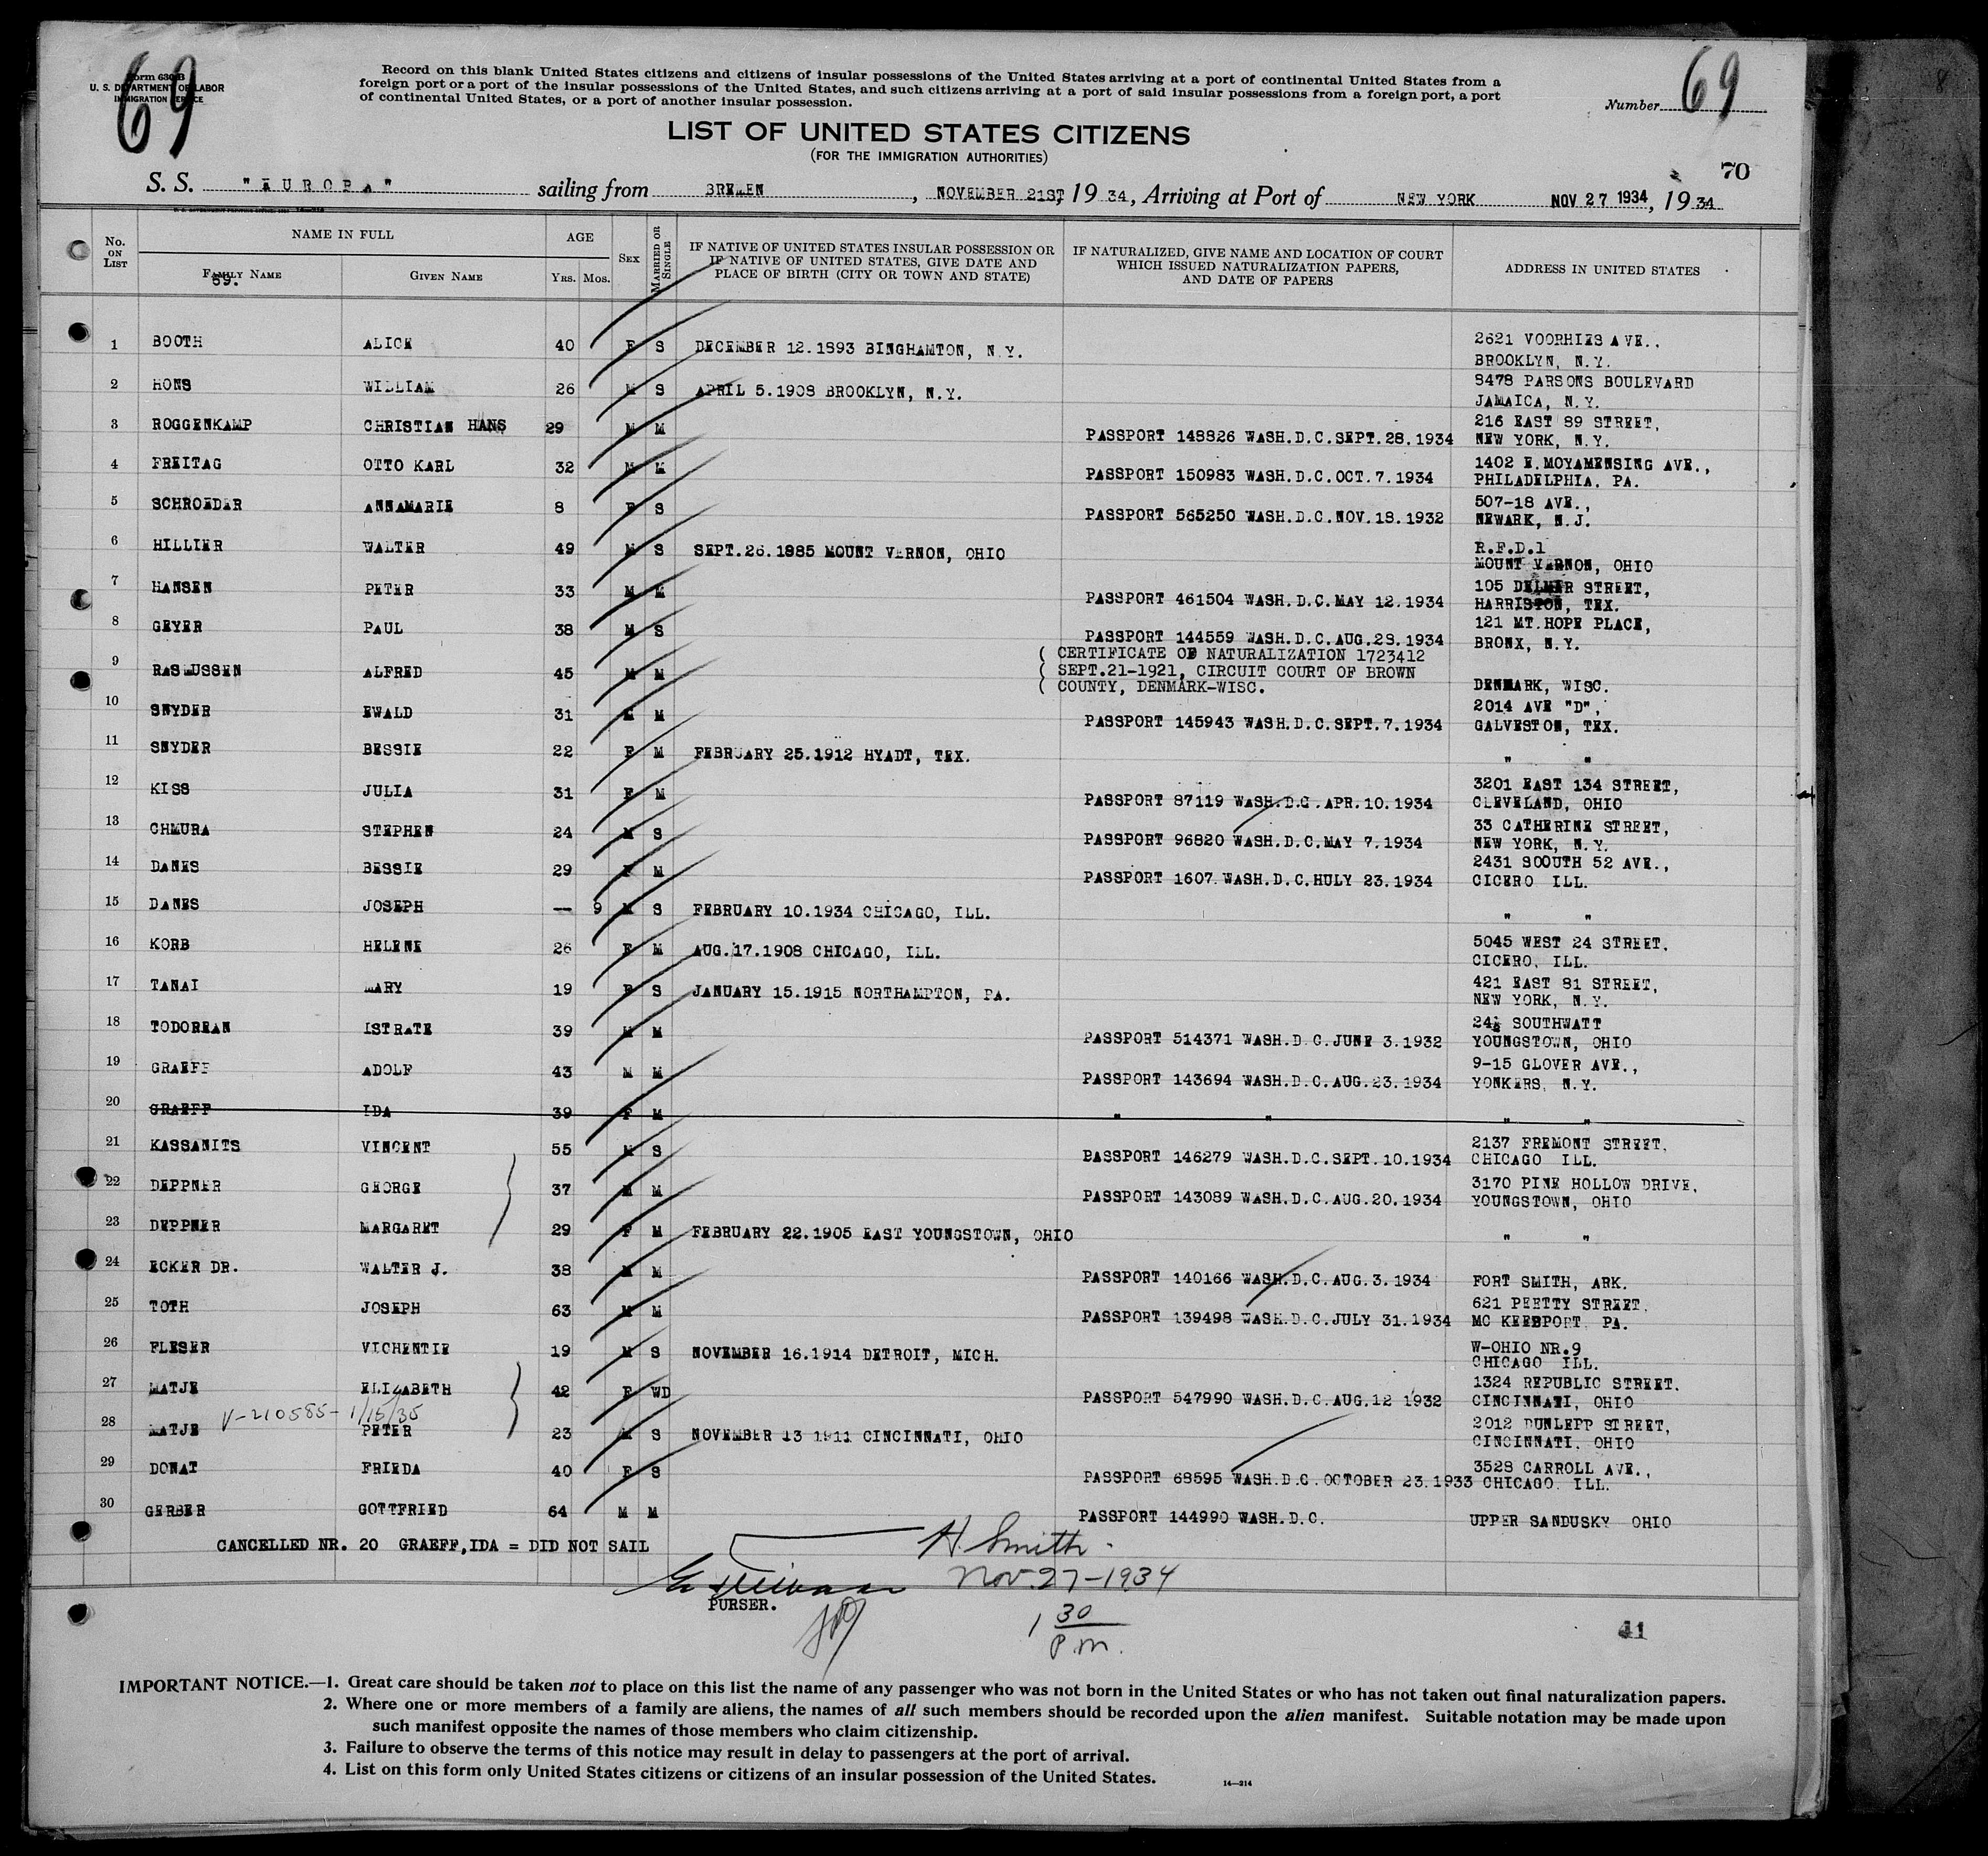 69
Form 630 B
U. S. DEPARTMENT OF LABOR
IMMIGRATION SERVICE
Record on this blank United States citizens and citizens of insular possessions of the United States arriving at a port of continental United States from a
foreign port or a port of the insular possessions of the United States, and such citizens arriving at a port of said insular possessions from a foreign port, a port
of continental United States, or a port of another insular possession.
Number 69
LIST OF UNITED STATES CITIZENS
(FOR THE IMMIGRATION AUTHORITIES)
70
S. S. "EUROPA" sailing from BREMEN, NOVEMBER 21ST, 19 34, Arriving at Port of NEW YORK NOV 27 1934, 19 34
No. ON LIST NAME IN FULL AGE SEX MARRIED OR SINGLE IF NATIVE OF UNITED STATES INSULAR POSSESSION OR IF NATIVE OF UNITED STATES, GIVE DATE AND PLACE OF BIRTH (CITY OR TOWN AND STATE) IF NATURALIZED, GIVE NAME AND LOCATION OF COURT WHICH ISSUED NATURALIZATION PAPERS, AND DATE OF PAPERS ADDRESS IN UNITED STATES
FAMILY NAME GIVEN NAME YRS. MOS.
69.
1 BOOTH ALICE 40 F S DECEMBER 12.1893 BINGHAMTON, N.Y. 2621 VOORHIES AVE.,
BROOKLYN, N.Y.
2 HONS WILLIAM 26 M S APRIL 5.1908 BROOKLYN, N.Y. 8478 PARSONS BOULEVARD
JAMAICA, N.Y.
3 ROGGENKAMP CHRISTIAN HANS 29 M M PASSPORT 148826 WASH.D.C.SEPT.28.1934 216 EAST 89 STREET,
NEW YORK, N.Y.
4 FREITAG OTTO KARL 32 M M PASSPORT 150983 WASH.D.C.OCT.7.1934 1402 E.MOYAMENSING AVE.,
PHILADELPHIA. PA.
5 SCHROEDER ANNAMARIE 8 F S PASSPORT 565250 WASH.D.C.NOV.18.1932 507-18 AVE.,
NEWARK, N.J.
6 HILLIER WALTER 49 M S SEPT.26.1885 MOUNT VERNON, OHIO R.F.D.1
MOUNT VERNON, OHIO
7 HANSEN PETER 33 M M PASSPORT 461504 WASH.D.C.MAY 12.1934 105 DELMER STREET,
HARRISTON, TEX.
8 GEYER PAUL 38 M S PASSPORT 144559 WASH.D.C.AUG.28.1934 121 MT.HOPE PLACE,
BRONX, N.Y.
9 RASMUSSEN ALFRED 45 M M ( CERTIFICATE OF NATURALIZATION 1723412
( SEPT.21-1921, CIRCUIT COURT OF BROWN
( COUNTY, DENMARK-WISC. DENMARK, WISC.
10 SNYDER EWALD 31 M M PASSPORT 145943 WASH.D.C.SEPT.7.1934 2014 AVE "D",
GALVESTON, TEX.
11 SNYDER BESSIE 22 F M FEBRUARY 25.1912 HYADT, TEX. " "
12 KISS JULIA 31 F M PASSPORT 87119 WASH.D.C.APR.10.1934 3201 EAST 134 STREET,
CLEVELAND, OHIO
13 CHMURA STEPHEN 24 M S PASSPORT 96820 WASH.D.C.MAY 7.1934 33 CATHERINE STREET,
NEW YORK, N.Y.
14 DANES BESSIE 29 F M PASSPORT 1607.WASH.D.C.HULY 23.1934 2431 SOOUTH 52 AVE.,
CICERO ILL.
15 DANES JOSEPH -- 9 M S FEBRUARY 10.1934 CHICAGO, ILL. " "
16 KORB HELENE 26 F M AUG.17.1908 CHICAGO, ILL. 5045 WEST 24 STREET.
CICERO, ILL.
17 TANAI MARY 19 F S JANUARY 15.1915 NORTHAMPTON, PA. 421 EAST 81 STREET,
NEW YORK, N.Y.
18 TODOREAN ISTRATE 39 M M PASSPORT 514371 WASH.D.C.JUNE 3.1932 24½ SOUTHWATT
YOUNGSTOWN, OHIO
19 GRAEFF ADOLF 43 M M PASSPORT 143694 WASH.D.C.AUG.23.1934 9-15 GLOVER AVE.,
YONKERS, N.Y.
20 GRAEFF IDA 39 F M " " " "
21 KASSANITS VINCENT 55 M S PASSPORT 146279 WASH.D.C.SEPT.10.1934 2137 FREMONT STREET.
CHICAGO ILL.
22 DEPPNER GEORGE 37 M M PASSPORT 143089 WASH.D.C.AUG.20.1934 3170 PINE HOLLOW DRIVE,
YOUNGSTOWN, OHIO
23 DEPPNER MARGARET 29 F M FEBRUARY 22.1905 EAST YOUNGSTOWN, OHIO " "
24 ECKER DR. WALTER J. 38 M M PASSPORT 140166 WASH.D.C.AUG.3.1934 FORT SMITH, ARK.
25 TOTH JOSEPH 63 M M PASSPORT 139498 WASH.D.C.JULY 31.1934 621 PEETTY STREET.
MC KEESPORT PA.
26 FLESER VICHENTIE 19 M S NOVEMBER 16.1914 DETROIT, MICH. W-OHIO NR.9
CHICAGO ILL.
27 MATJE ELIZABETH 42 F WD PASSPORT 547990 WASH.D.C.AUG.12 1932 1324 REPUBLIC STREET.
CINCINNATI, OHIO
V-210585- 1/15/35
28 MATJE PETER 23 M S NOVEMBER 13 1911 CINCINNATI, OHIO 2012 DUNLEPP STREET,
CINCINNATI, OHIO
29 DONAT FRIEDA 40 F S PASSPORT 68595 WASH.D.C.OCTOBER 23.1933 3528 CARROLL AVE.,
CHICAGO. ILL.
30 GERBER GOTTFRIED 64 M M PASSPORT 144990 WASH.D.C. UPPER SANDUSKY OHIO
CANCELLED NR. 20 GRAEFF,IDA = DID NOT SAIL
H. Smith.
Nov-27-1934
PURSER.
1 30
P.M.
41
IMPORTANT NOTICE.—1. Great care should be taken not to place on this list the name of any passenger who was not born in the United States or who has not taken out final naturalization papers.
2. Where one or more members of a family are aliens, the names of all such members should be recorded upon the alien manifest. Suitable notation may be made upon
such manifest opposite the names of those members who claim citizenship.
3. Failure to observe the terms of this notice may result in delay to passengers at the port of arrival.
4. List on this form only United States citizens or citizens of an insular possession of the United States.
14—214